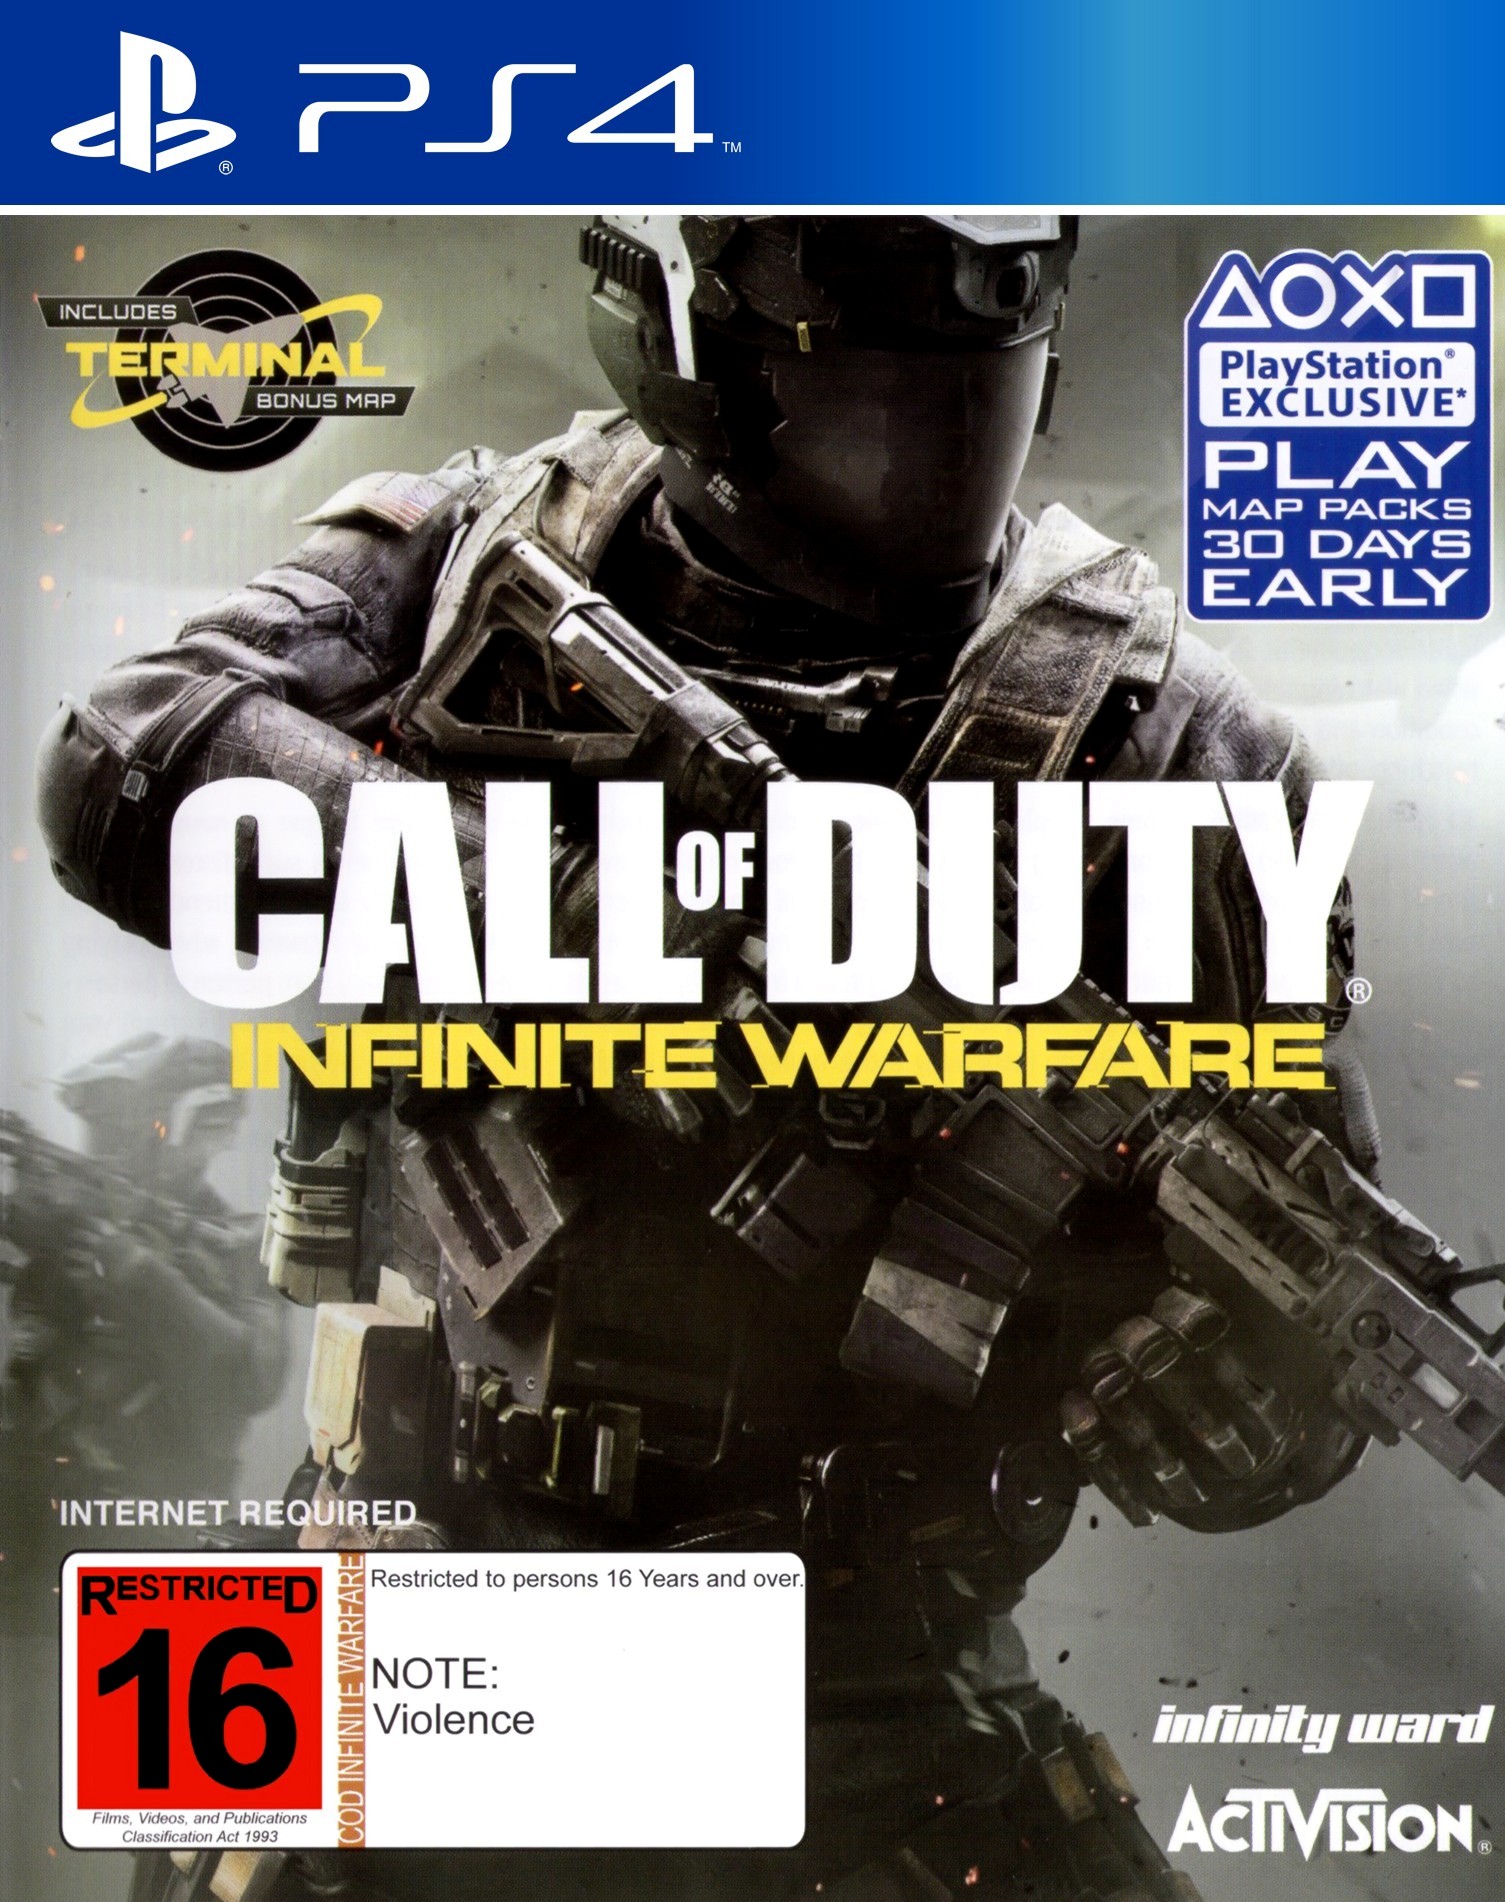 PS4™
INCLUDES
TERMINAL
BONUS MAP
PlayStation®
EXCLUSIVE*
PLAY
MAP PACKS
30 DAYS
EARLY
CALL OF DUTY®
INFINITE WARFARE
INTERNET REQUIRED
RESTRICTED
16
Films, Videos, and Publications
Classification Act 1993
COD INFINITE WARFARE
Restricted to persons 16 Years and over.
NOTE:
Violence
infinity ward
ACTIVISION®